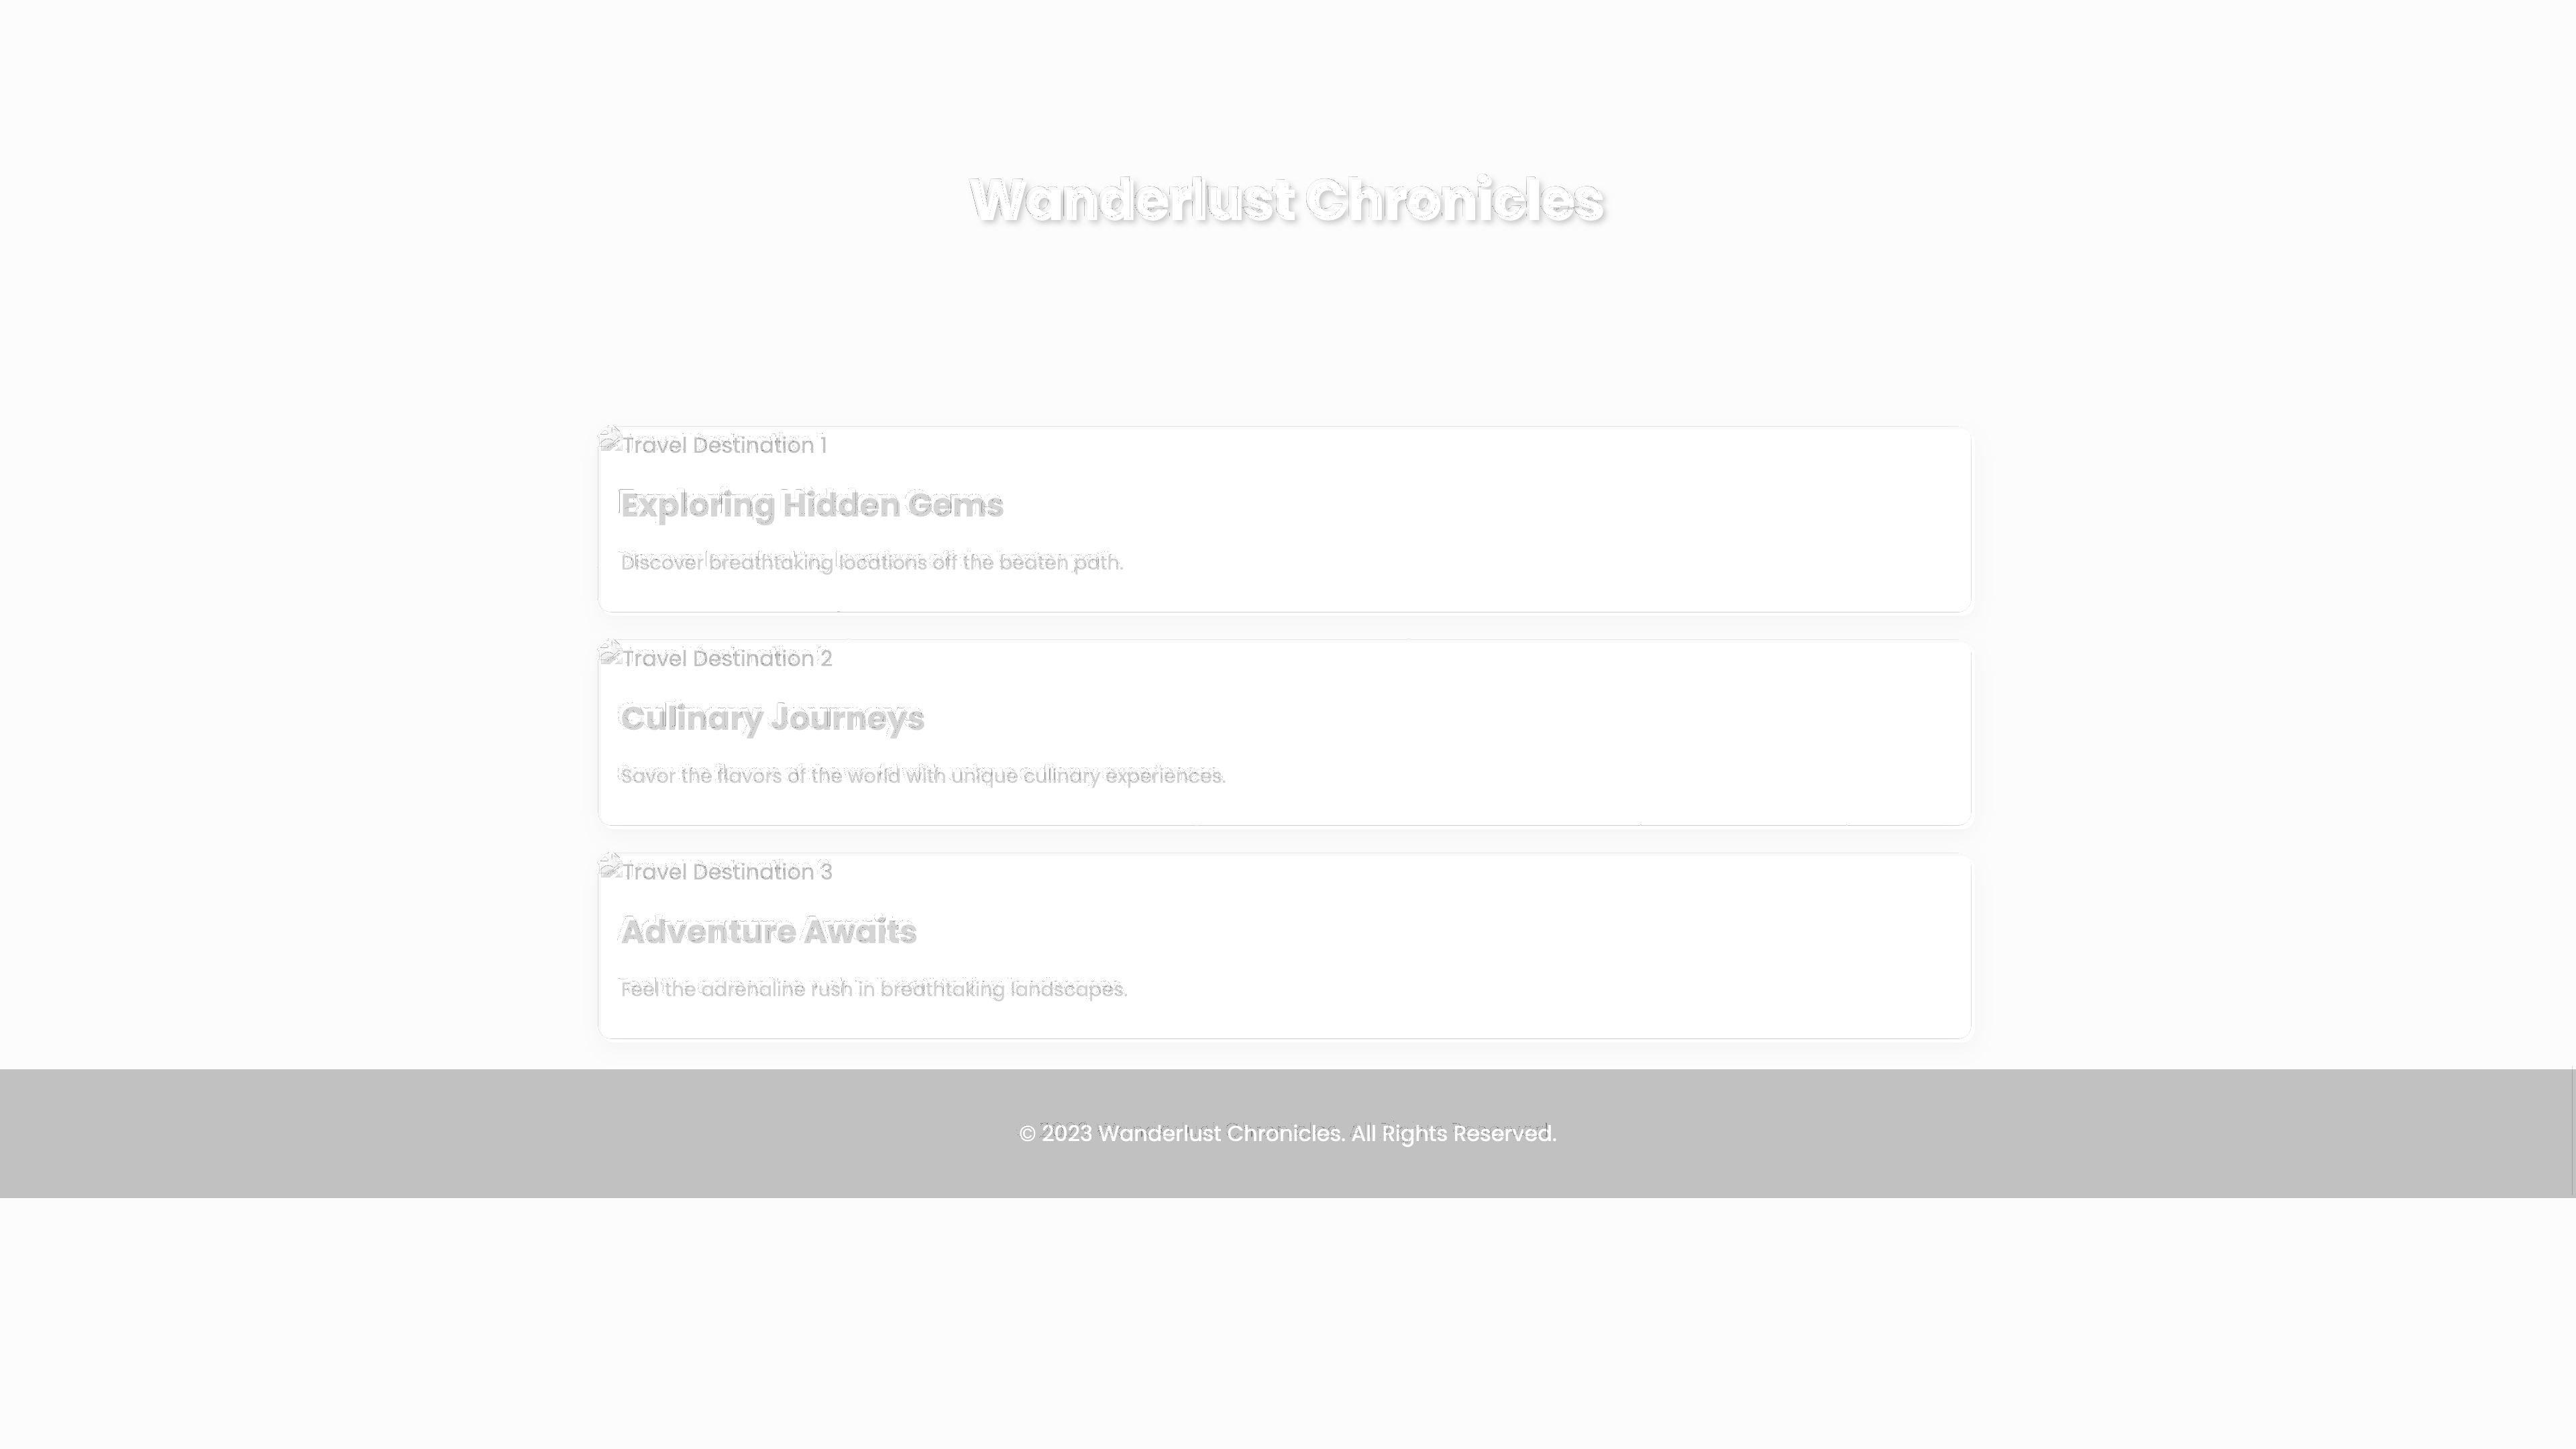 Wanderlust Chronicles
Travel Destination 1
Exploring Hidden Gems
Discover breathtaking locations off the beaten path.
Travel Destination 2
Culinary Journeys
Savor the flavors of the world with unique culinary experiences.
Travel Destination 3
Adventure Awaits
Feel the adrenaline rush in breathtaking landscapes.
© 2023 Wanderlust Chronicles. All Rights Reserved.